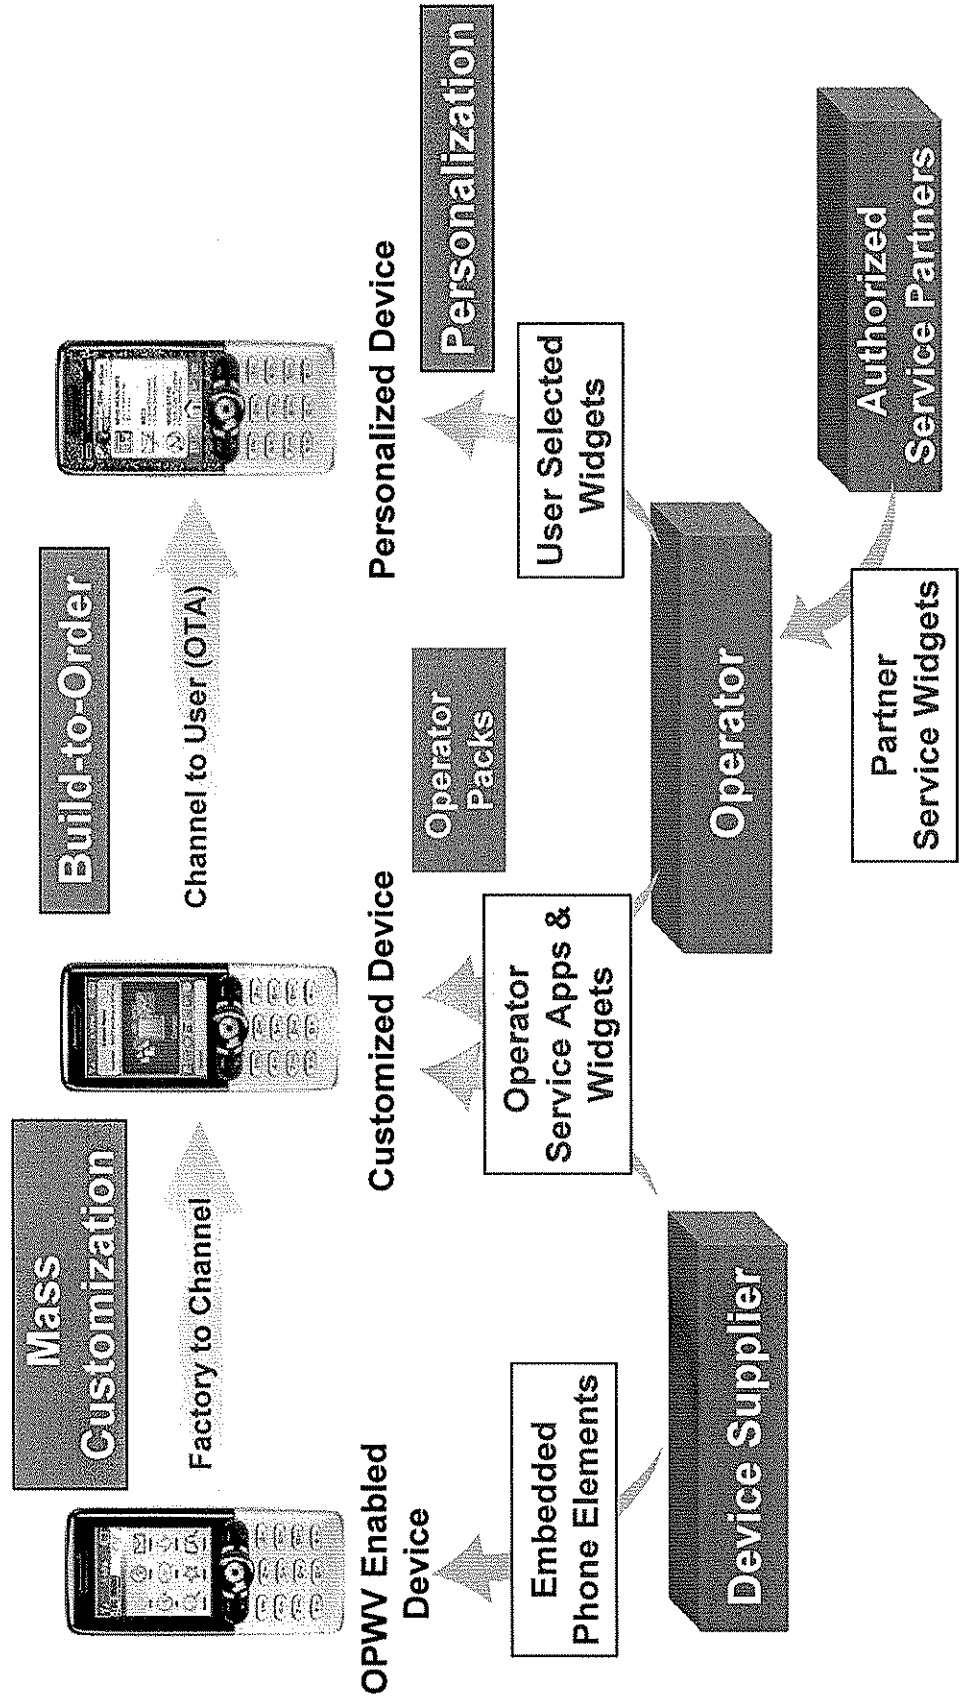 Mass
Customization
Build-to-Order
Factory to Channel
Channel to User (OTA)
OPWV Enabled
Device
Customized Device
Personalized Device
Operator
Packs
Personalization
Embedded
Phone Elements
Operator
Service Apps &
Widgets
User Selected
Widgets
Device Supplier
Operator
Authorized
Service Partners
Partner
Service Widgets